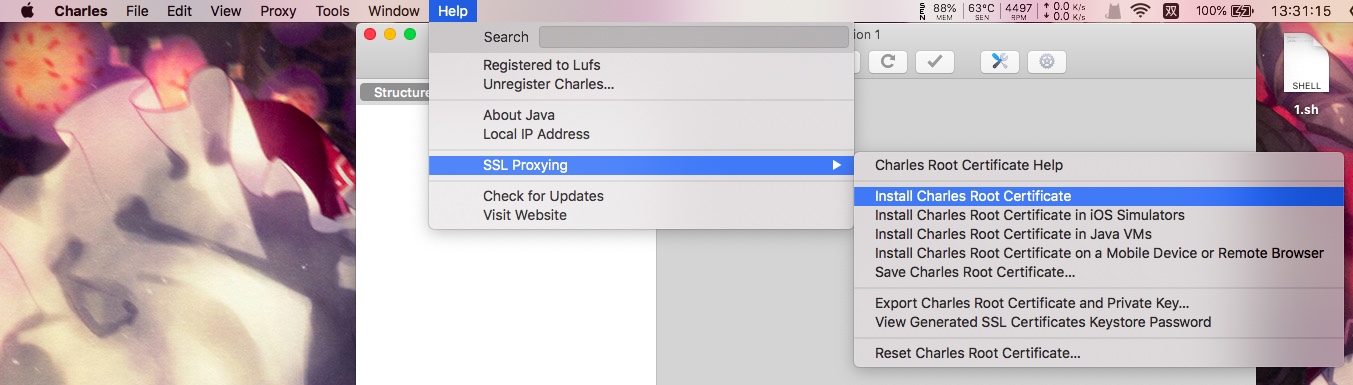 Charles File Edit View Proxy Tools Window Help
SEN 88% MEM 63°C SEN 4497 RPM ↑ 0.0 K/s ↓ 0.0 K/s 双 100% 13:31:15
Search
ion 1
Registered to Lufs
Unregister Charles...
Structure
SHELL
1.sh
About Java
Local IP Address
SSL Proxying
Check for Updates
Visit Website
Charles Root Certificate Help
Install Charles Root Certificate
Install Charles Root Certificate in iOS Simulators
Install Charles Root Certificate in Java VMs
Install Charles Root Certificate on a Mobile Device or Remote Browser
Save Charles Root Certificate...
Export Charles Root Certificate and Private Key...
View Generated SSL Certificates Keystore Password
Reset Charles Root Certificate...